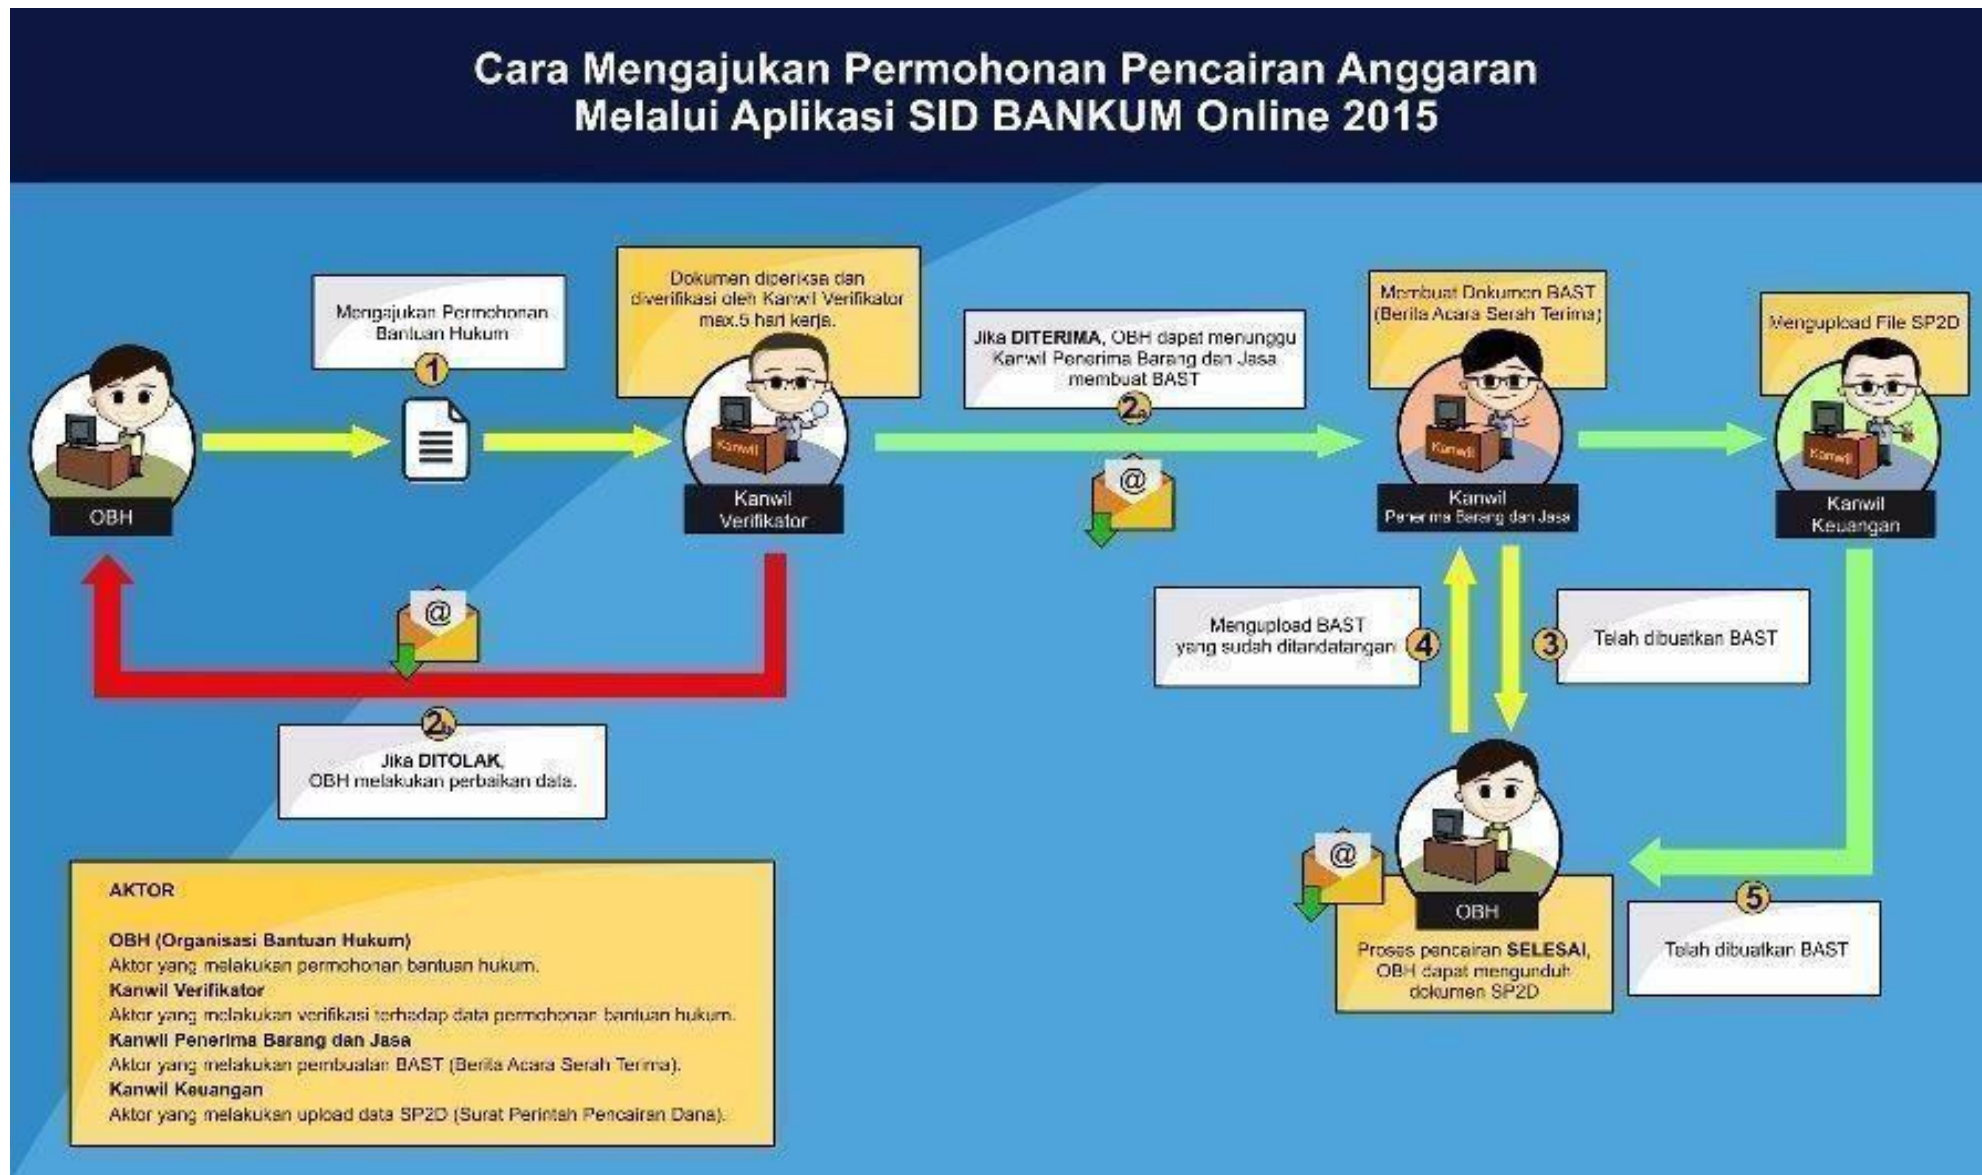 Cara Mengajukan Permohonan Pencairan Anggaran
Melalui Aplikasi SID BANKUM Online 2015
Mengajukan Permohonan
Bantuan Hukum
1
OBH
Dokumen diperiksa dan
diverifikasi oleh Kanwil Verifikator
max.5 hari kerja.
Kanwil
Kanwil
Verifikator
Jika DITERIMA, OBH dapat menunggu
Kanwil Penerima Barang dan Jasa
membuat BAST
2a
@
Membuat Dokumen BAST
(Berita Acara Serah Terima)
Kanwil
Kanwil
Penerima Barang dan Jasa
Mengupload File SP2D
Kanwil
Kanwil
Keuangan
@
2b
Jika DITOLAK,
OBH melakukan perbaikan data.
Mengupload BAST
yang sudah ditandatangani
4
3
Telah dibuatkan BAST
@
OBH
Proses pencairan SELESAI,
OBH dapat mengunduh
dokumen SP2D
5
Telah dibuatkan BAST
AKTOR
OBH (Organisasi Bantuan Hukum)
Aktor yang melakukan permohonan bantuan hukum.
Kanwil Verifikator
Aktor yang melakukan verifikasi terhadap data permohonan bantuan hukum.
Kanwil Penerima Barang dan Jasa
Aktor yang melakukan pembuatan BAST (Berita Acara Serah Terima).
Kanwil Keuangan
Aktor yang melakukan upload data SP2D (Surat Perintah Pencairan Dana).